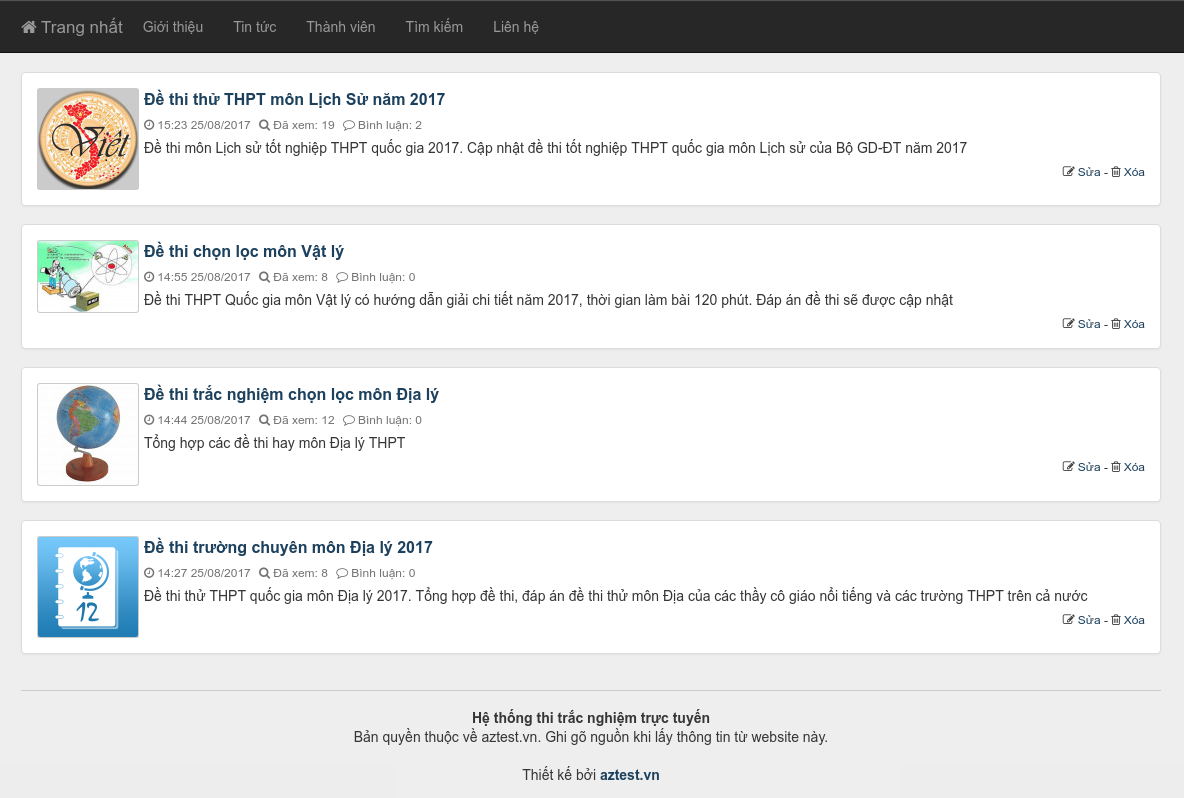 Trang nhất Giới thiệu Tin tức Thành viên Tìm kiếm Liên hệ
Việt
Đề thi thử THPT môn Lịch Sử năm 2017
15:23 25/08/2017 Đã xem: 19 Bình luận: 2
Đề thi môn Lịch sử tốt nghiệp THPT quốc gia 2017. Cập nhật đề thi tốt nghiệp THPT quốc gia môn Lịch sử của Bộ GD-ĐT năm 2017
Sửa - Xóa
Đề thi chọn lọc môn Vật lý
14:55 25/08/2017 Đã xem: 8 Bình luận: 0
Đề thi THPT Quốc gia môn Vật lý có hướng dẫn giải chi tiết năm 2017, thời gian làm bài 120 phút. Đáp án đề thi sẽ được cập nhật
Sửa - Xóa
Đề thi trắc nghiệm chọn lọc môn Địa lý
14:44 25/08/2017 Đã xem: 12 Bình luận: 0
Tổng hợp các đề thi hay môn Địa lý THPT
Sửa - Xóa
12
Đề thi trường chuyên môn Địa lý 2017
14:27 25/08/2017 Đã xem: 8 Bình luận: 0
Đề thi thử THPT quốc gia môn Địa lý 2017. Tổng hợp đề thi, đáp án đề thi thử môn Địa của các thầy cô giáo nổi tiếng và các trường THPT trên cả nước
Sửa - Xóa
Hệ thống thi trắc nghiệm trực tuyến
Bản quyền thuộc về aztest.vn. Ghi gõ nguồn khi lấy thông tin từ website này.
Thiết kế bởi aztest.vn